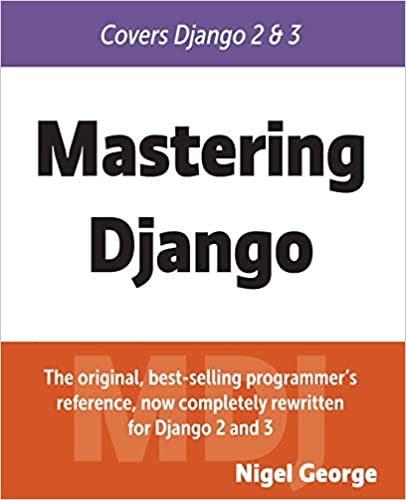 Covers Django 2 & 3
Mastering
Django
MDJ
The original, best-selling programmer's
reference, now completely rewritten
for Django 2 and 3
Nigel George